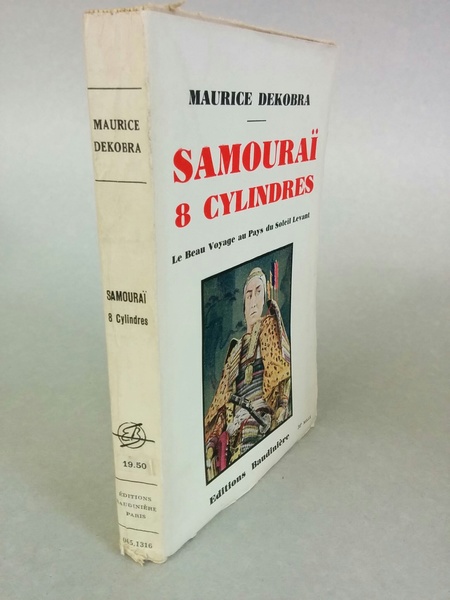 MAURICE
DEKOBRA
SAMOURAÏ
8 Cylindres
19.50
ÉDITIONS
BAUDINIÈRE
PARIS
MAURICE DEKOBRA
SAMOURAÏ
8 CYLINDRES
Le Beau Voyage au Pays du Soleil Levant
Editions Baudinière